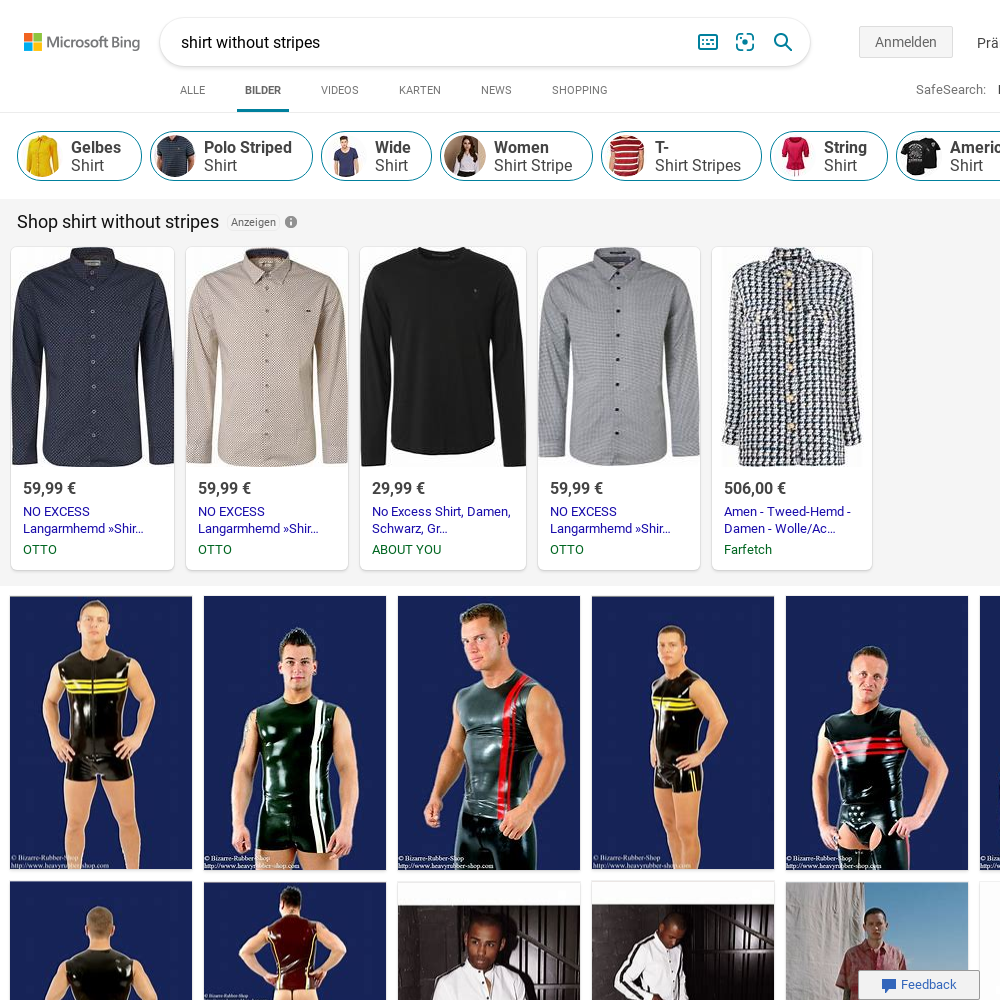 Microsoft Bing
shirt without stripes
Anmelden
Prä
ALLE
BILDER
VIDEOS
KARTEN
NEWS
SHOPPING
SafeSearch:
Gelbes
Shirt
Polo Striped
Shirt
Wide
Shirt
Women
Shirt Stripe
T-
Shirt Stripes
String
Shirt
Americ
Shirt
Shop shirt without stripes
Anzeigen
59,99 €
NO EXCESS
Langarmhemd »Shir...
OTTO
59,99 €
NO EXCESS
Langarmhemd »Shir...
OTTO
29,99 €
No Excess Shirt, Damen,
Schwarz, Gr...
ABOUT YOU
59,99 €
NO EXCESS
Langarmhemd »Shir...
OTTO
506,00 €
Amen - Tweed-Hemd -
Damen - Wolle/Ac...
Farfetch
© Bizarre-Rubber-Shop
http://www.heavyrubber-shop.com
© Bizarre-Rubber-Shop
http://www.heavyrubber-shop.com
© Bizarre-Rubber-Shop
http://www.heavyrubber-shop.com
© Bizarre-Rubber-Shop
http://www.heavyrubber-shop.com
© Bizarre-Rubber-Shop
http://www.heavyrubber-shop.com
Feedback